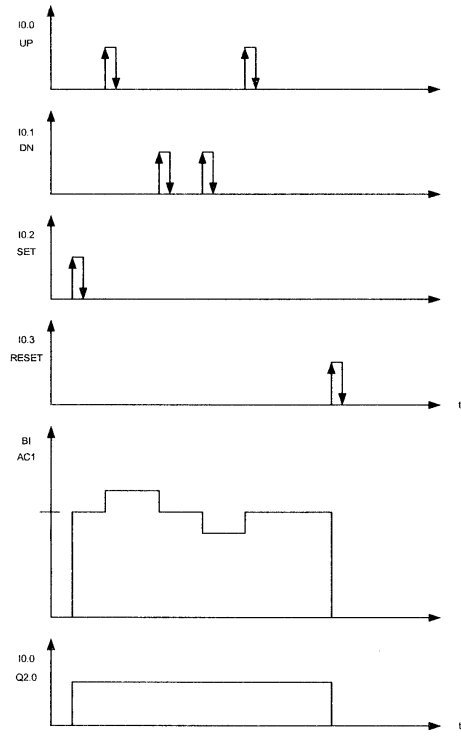 I0.0
UP
I0.1
DN
I0.2
SET
I0.3
RESET
t
BI
AC1
I0.0
Q2.0
t